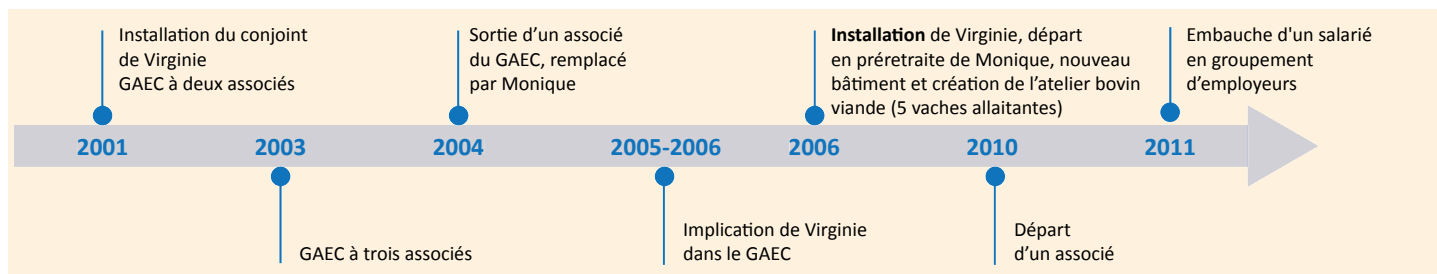 Installation du conjoint
de Virginie
GAEC à deux associés
Sortie d’un associé
du GAEC, remplacé
par Monique
Installation de Virginie, départ
en préretraite de Monique, nouveau
bâtiment et création de l’atelier bovin
viande (5 vaches allaitantes)
Embauche d'un salarié
en groupement
d’employeurs
2001
2003
2004
2005-2006
2006
2010
2011
GAEC à trois associés
Implication de Virginie
dans le GAEC
Départ
d’un associé